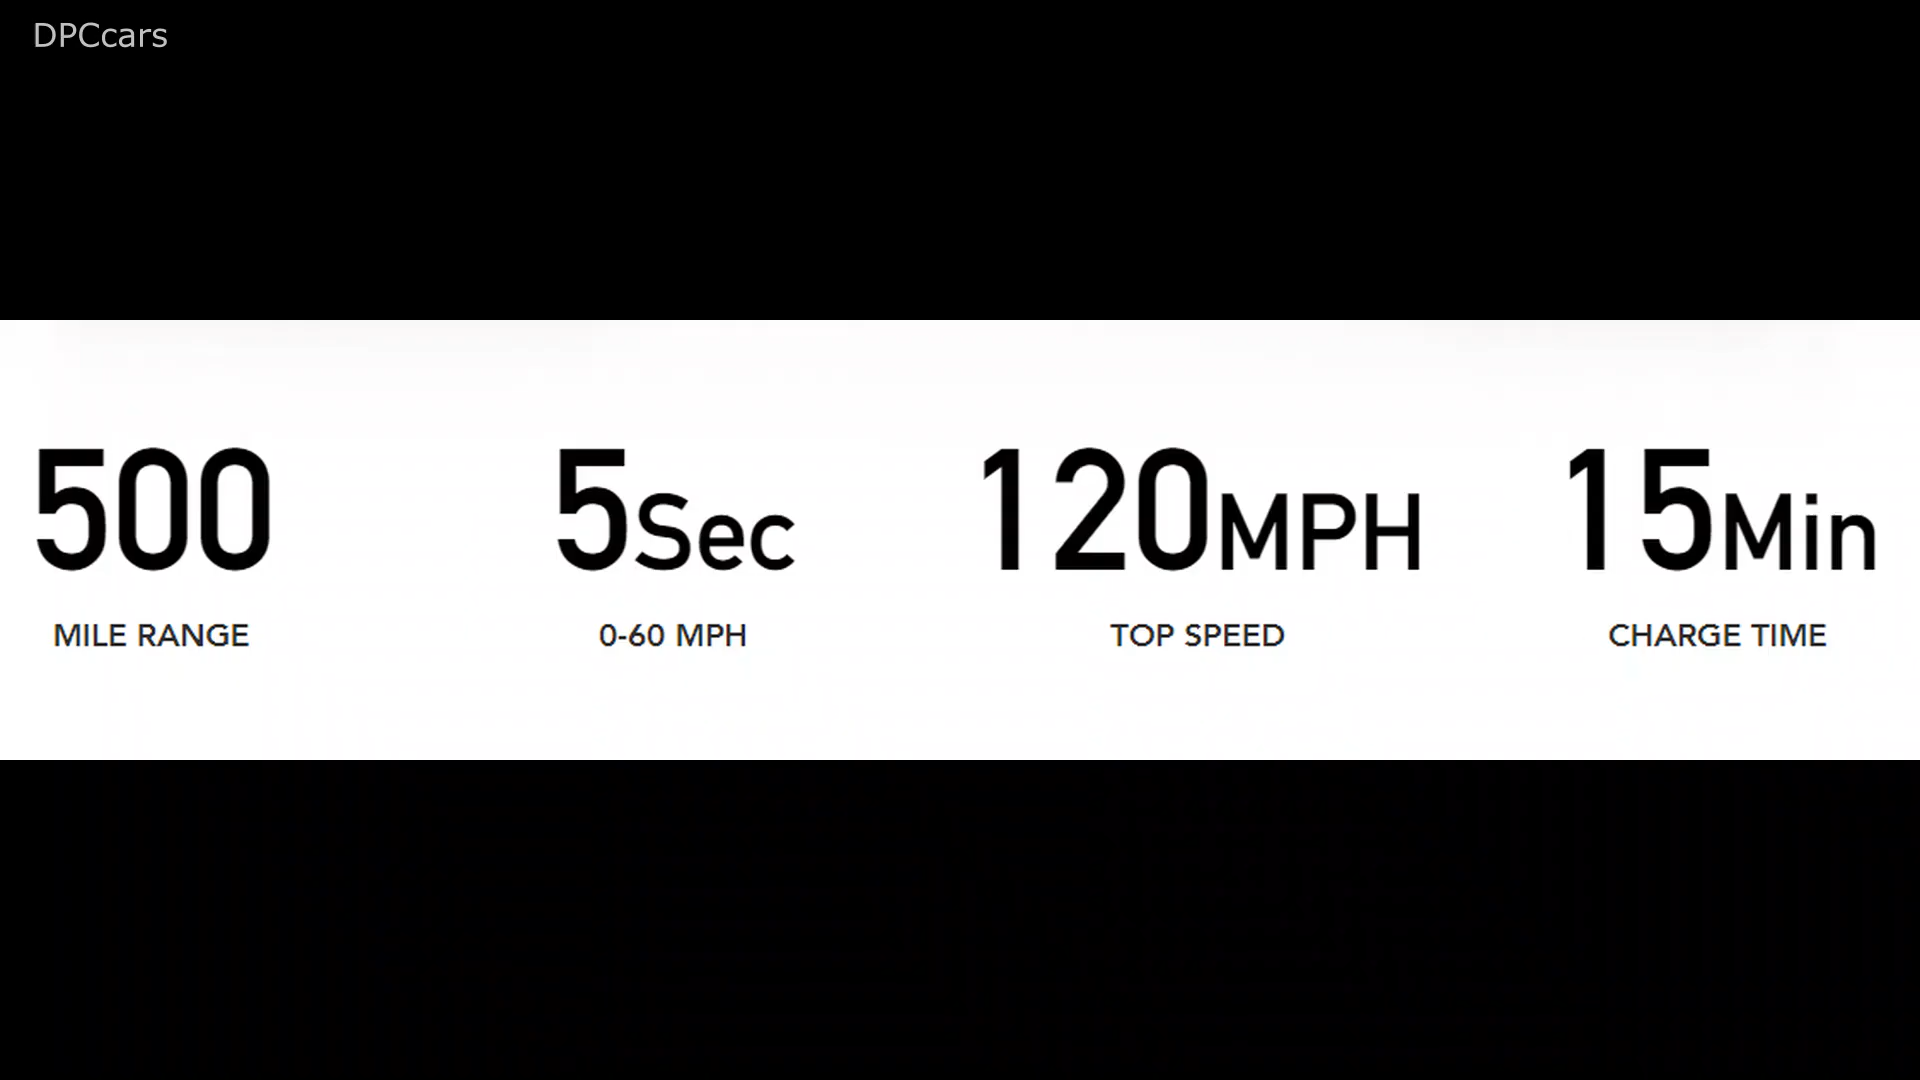 DPCcars
500 5Sec 120MPH 15Min
MILE RANGE 0-60 MPH TOP SPEED CHARGE TIME